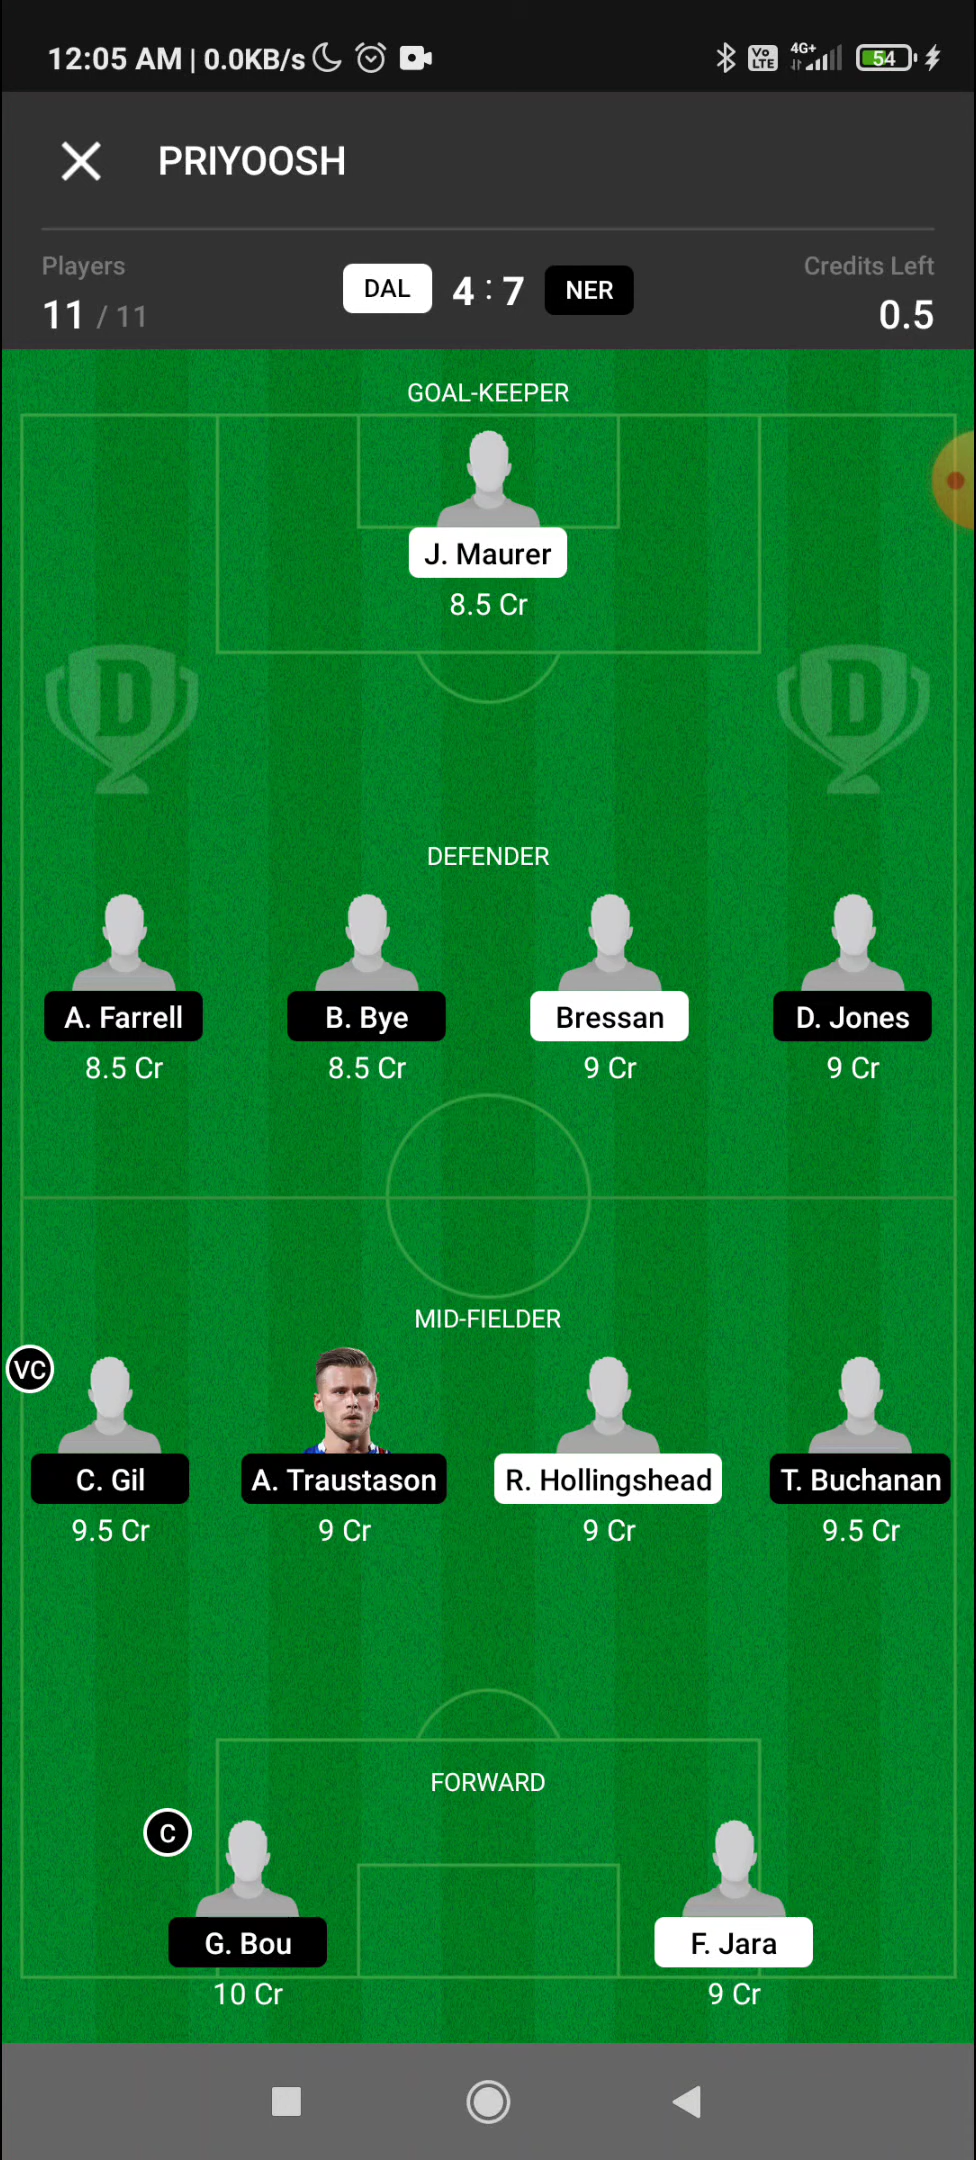 12:05 AM | 0.0KB/s
Vo LTE 4G+ 54
PRIYOOSH
Players
Credits Left
11 / 11
DAL 4 : 7 NER
0.5
GOAL-KEEPER
J. Maurer
8.5 Cr
D D
DEFENDER
A. Farrell B. Bye Bressan D. Jones
8.5 Cr 8.5 Cr 9 Cr 9 Cr
MID-FIELDER
VC
C. Gil A. Traustason R. Hollingshead T. Buchanan
9.5 Cr 9 Cr 9 Cr 9.5 Cr
FORWARD
C
G. Bou F. Jara
10 Cr 9 Cr